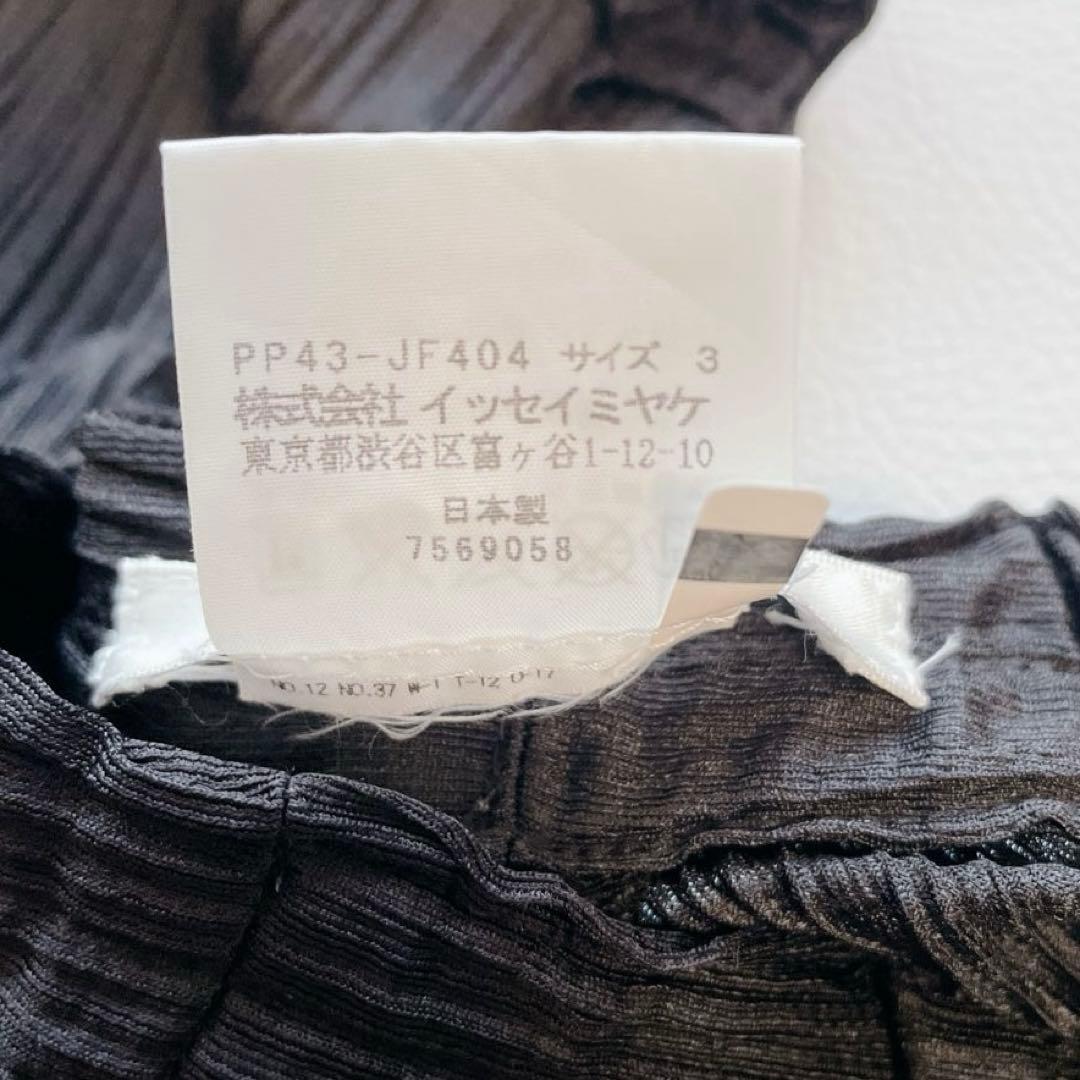 PP43-JF404 サイズ 3
株式会社 イッセイミヤケ
東京都渋谷区富ヶ谷1-12-10
日本製
7569058
NO.12 NO.37 W-1 T-12 D-17